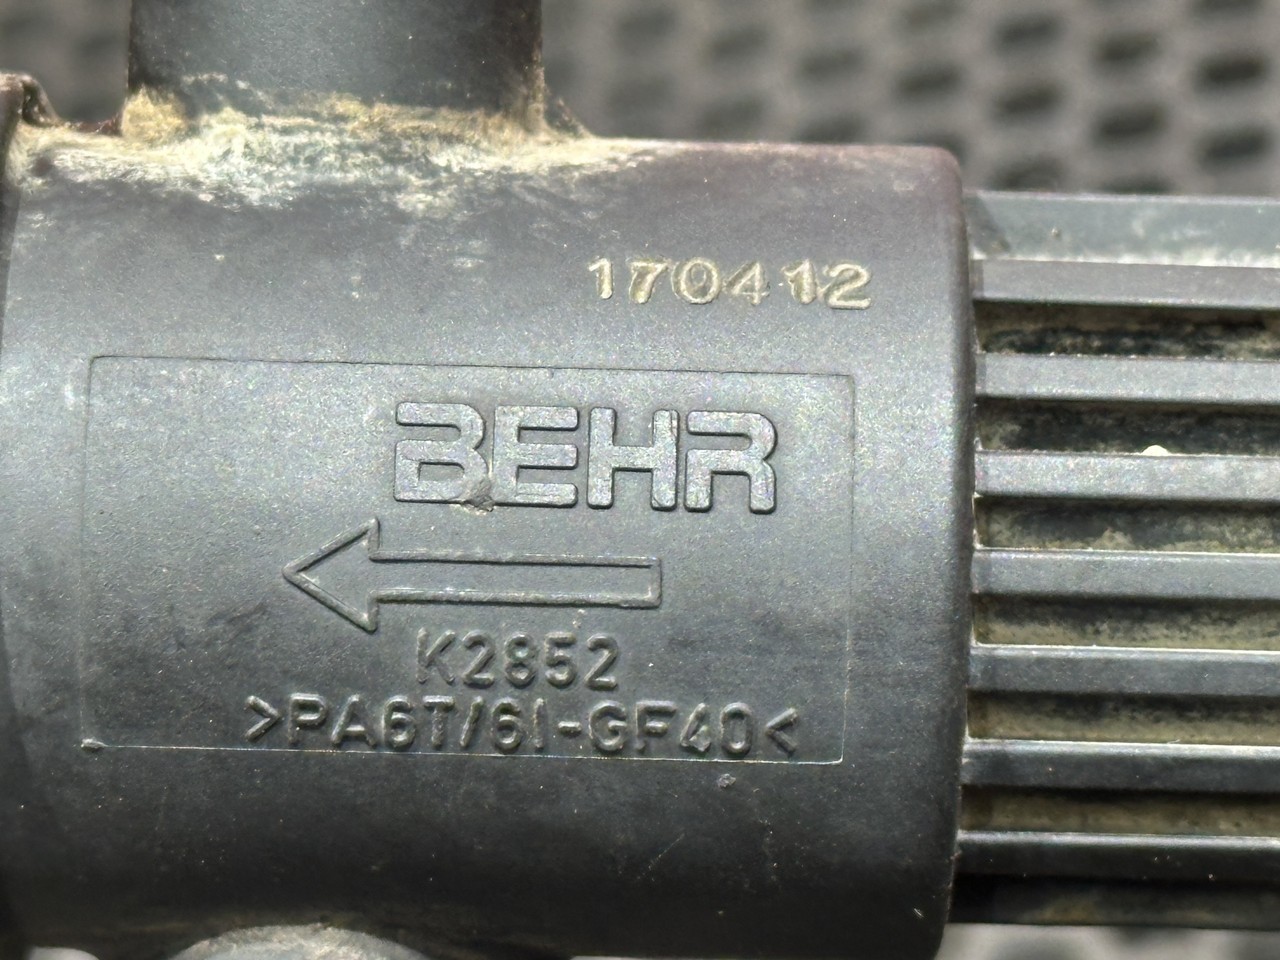 170412
BEHR
K2852
>PA6T/6I-GF40<